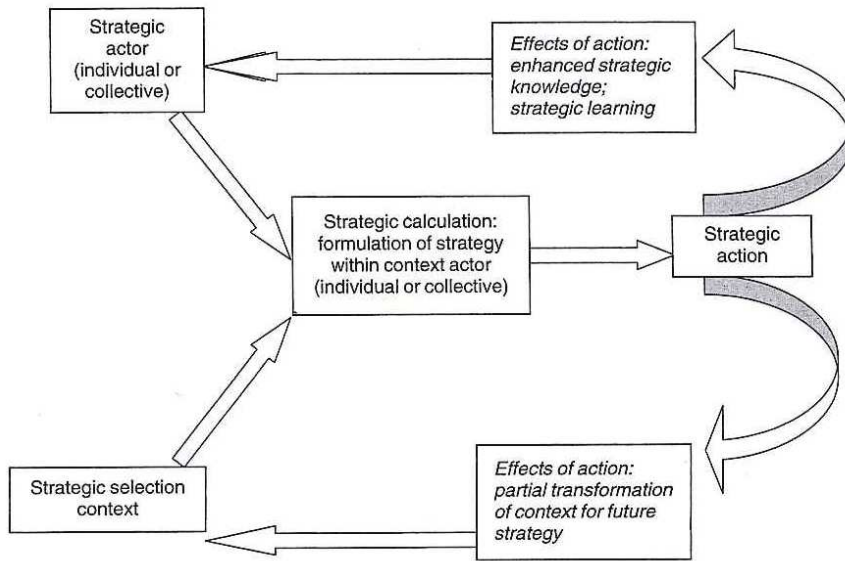 Strategic
actor
(individual or
collective)
Effects of action:
enhanced strategic
knowledge;
strategic learning
Strategic calculation:
formulation of strategy
within context actor
(individual or collective)
Strategic
action
Strategic selection
context
Effects of action:
partial transformation
of context for future
strategy